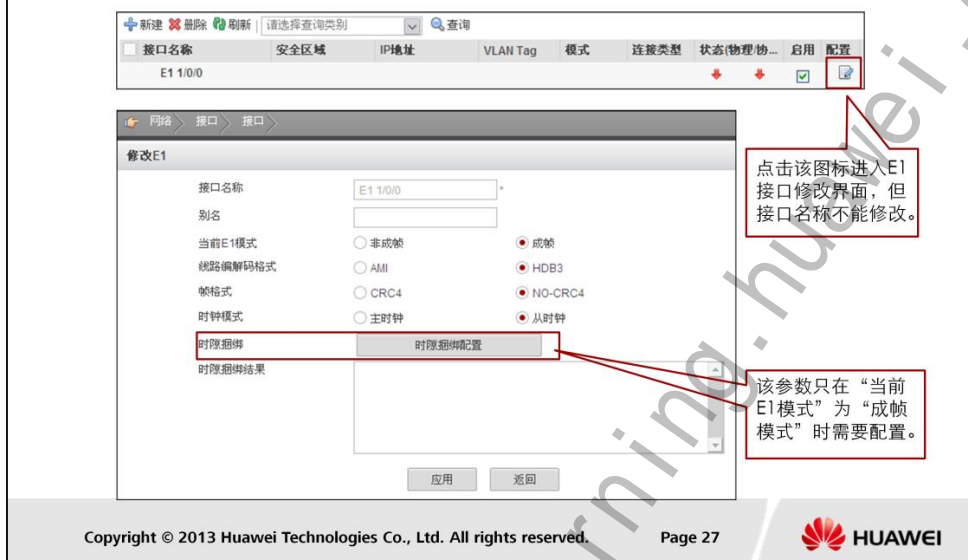 新建 删除 刷新 请选择查询类别 查询
接口名称 安全区域 IP地址 VLAN Tag 模式 连接类型 状态(物理/协... 启用 配置
E1 1/0/0
网络 接口 接口
修改E1
接口名称 E1 1/0/0 *
别名
当前E1模式 非成帧 成帧
线路编解码格式 AMI HDB3
帧格式 CRC4 NO-CRC4
时钟模式 主时钟 从时钟
时隙捆绑 时隙捆绑配置
时隙捆绑结果
应用 返回
点击该图标进入E1
接口修改界面，但
接口名称不能修改。
该参数只在“当前
E1模式”为“成帧
模式”时需要配置。
rning.huawei.
Copyright © 2013 Huawei Technologies Co., Ltd. All rights reserved.
Page 27
HUAWEI